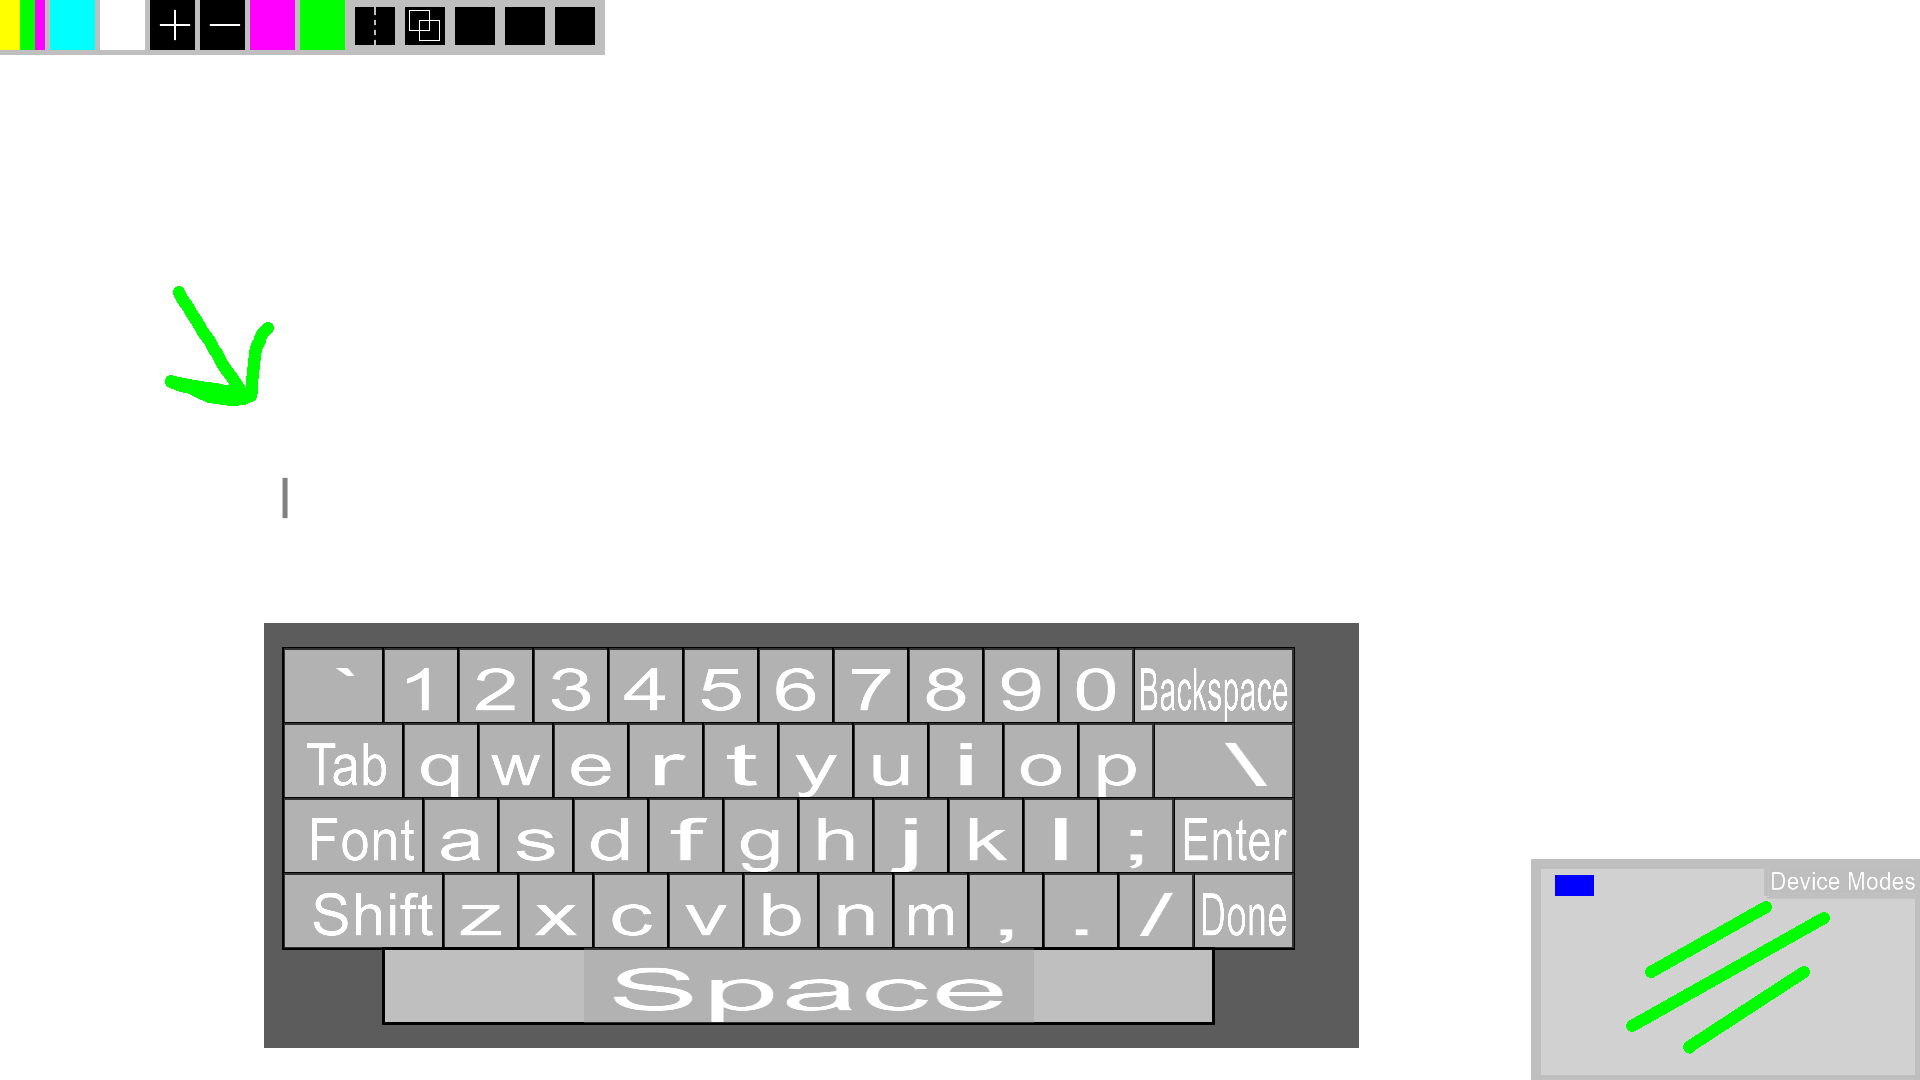 ` 1 2 3 4 5 6 7 8 9 0 Backspace
Tab q w e r t y u i o p \
Font a s d f g h j k l ; Enter
Shift z x c v b n m , . / Done
Space
Device Modes